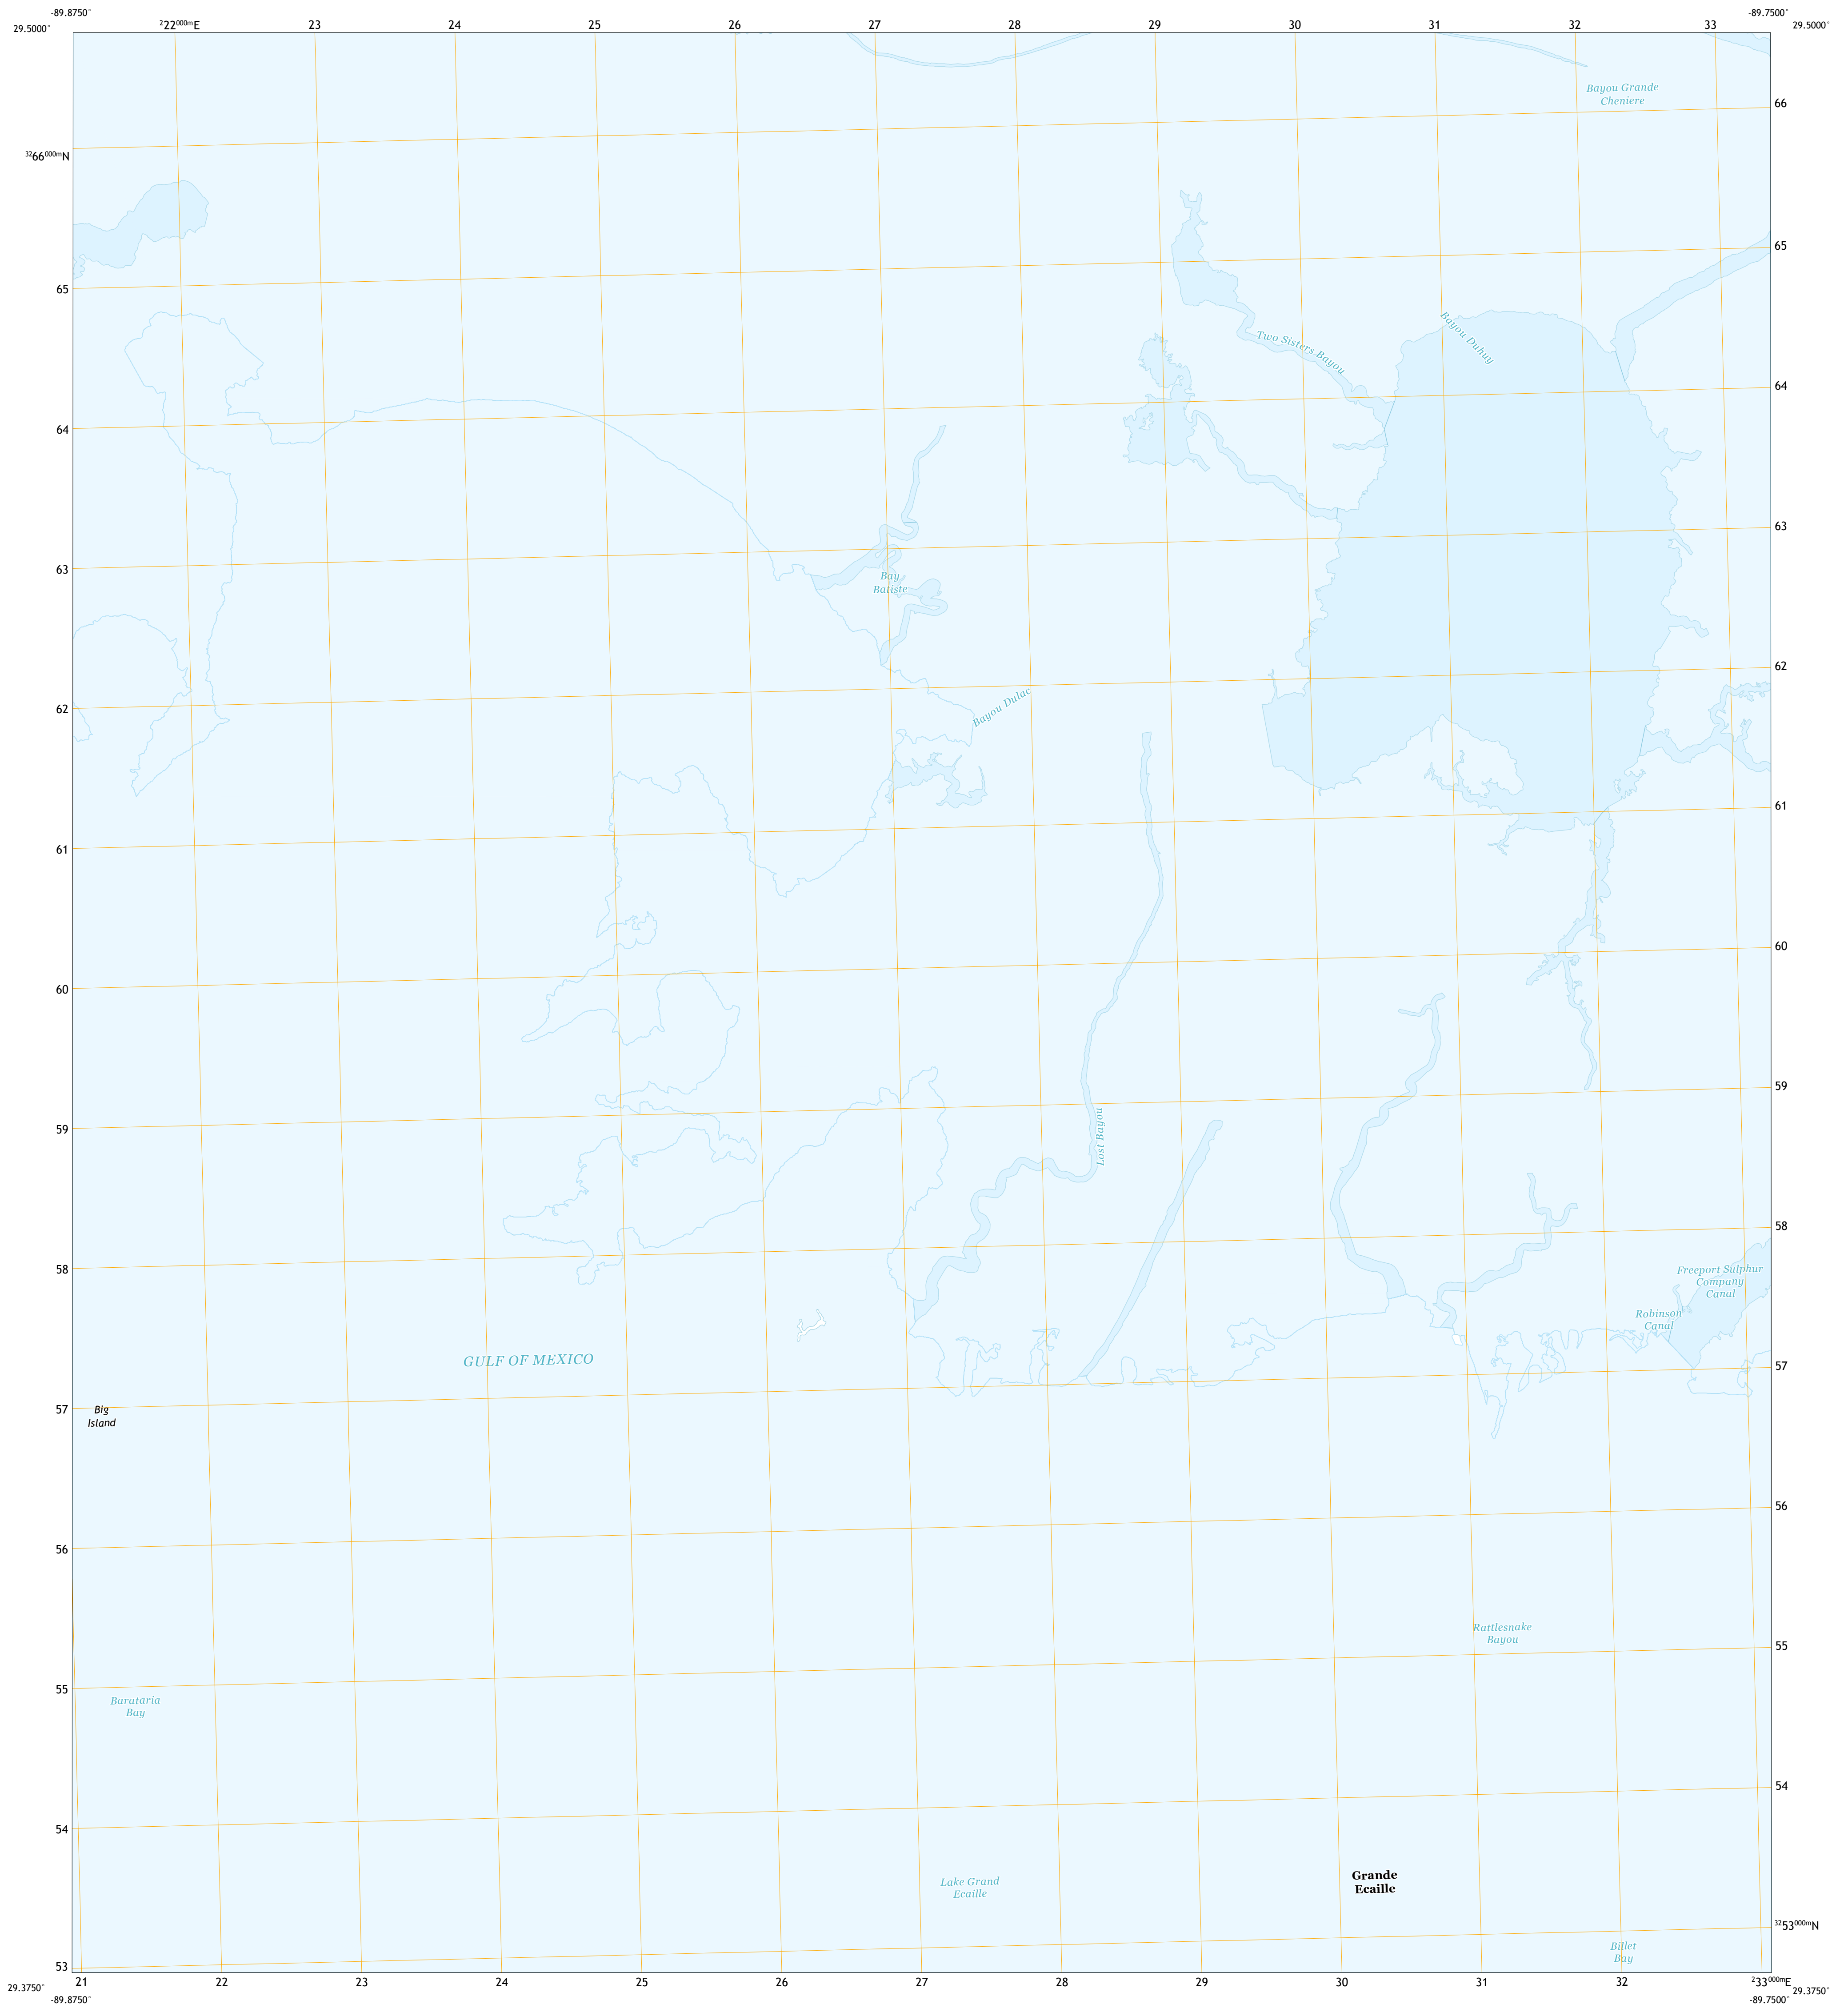 -89.8750°
-89.7500°
29.5000°
²22⁰⁰⁰ᵐE
23
24
25
26
27
28
29
30
31
32
33
29.5000°
Bayou Grande
Cheniere
66
³²66⁰⁰⁰ᵐN
65
65
Two Sisters Bayou
Bayou Duhuy
64
64
63
63
Bay
Batiste
62
Bayou Dulac
62
61
61
60
60
59
59
Lost Bayou
58
58
Freeport Sulphur
Company
Canal
Robinson
Canal
GULF OF MEXICO
57
57
Big
Island
56
56
Rattlesnake
Bayou
55
55
Barataria
Bay
54
54
Grande
Ecaille
Lake Grand
Ecaille
³²53⁰⁰⁰ᵐN
Billet
Bay
53
21
22
23
24
25
26
27
28
29
30
31
32
²33⁰⁰⁰ᵐE
29.3750°
29.3750°
-89.8750°
-89.7500°